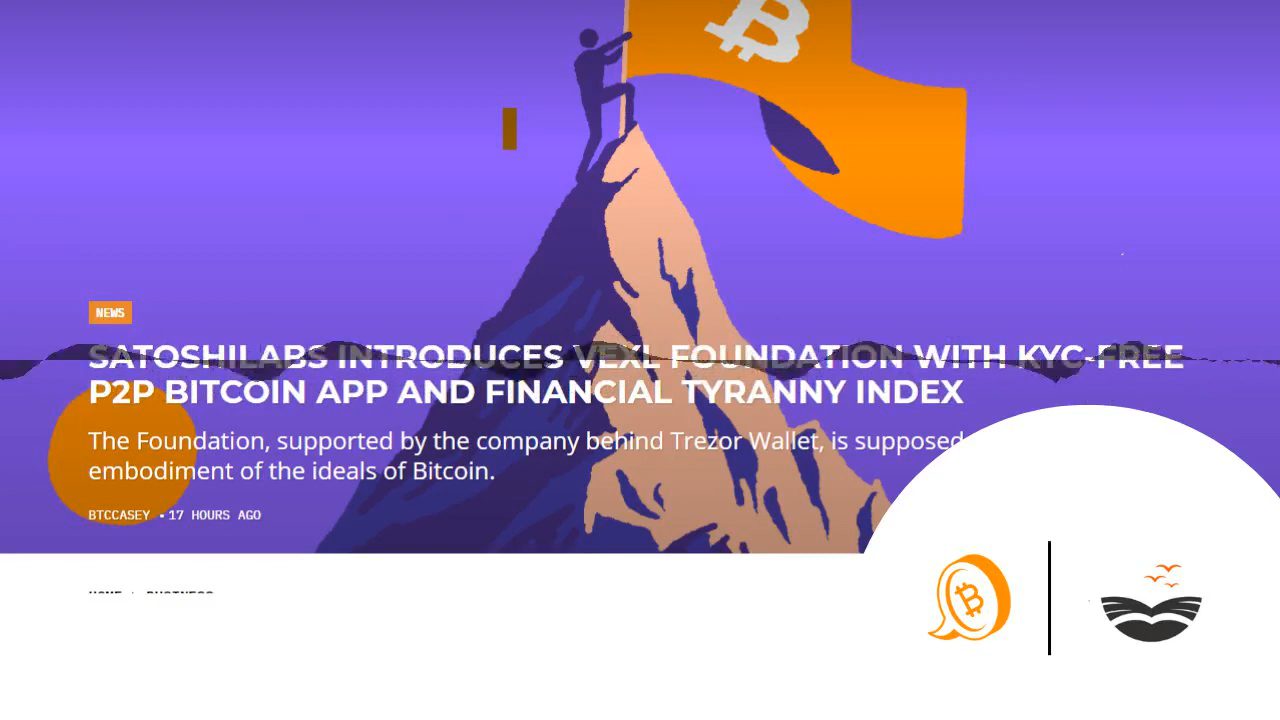 NEWS
SATOSHILABS INTRODUCES VEXL FOUNDATION WITH KYC-FREE
P2P BITCOIN APP AND FINANCIAL TYRANNY INDEX
The Foundation, supported by the company behind Trezor Wallet, is supposed
embodiment of the ideals of Bitcoin.
BTCCASEY • 17 HOURS AGO